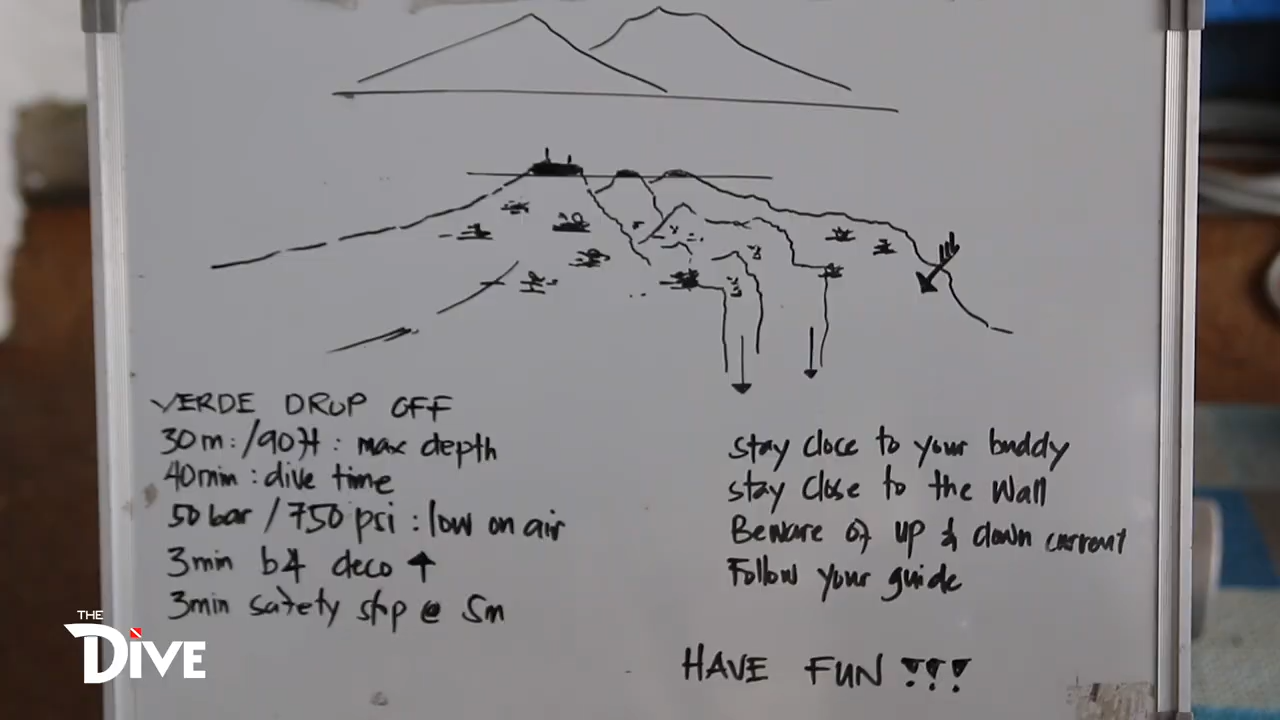 VERDE DROP OFF
30m:/90ft: max depth
40min: dive time
50bar/750 psi: low on air
3min b4 deco ↑
3min safety stop @ 5m
stay close to your buddy
stay close to the wall
Beware of up & down current
Follow your guide
HAVE FUN !!!
THE DIVE